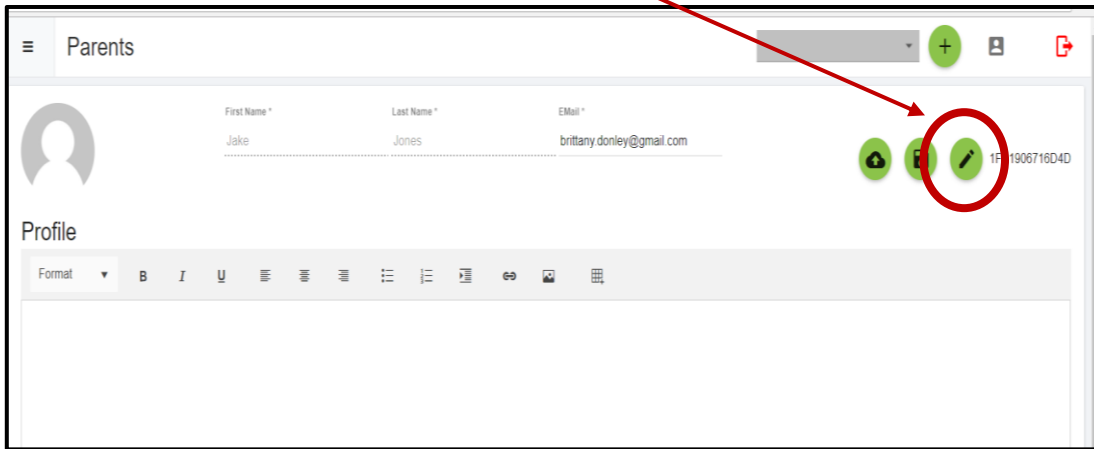 Parents
First Name * Last Name * EMail *
Jake Jones brittany.donley@gmail.com
Profile
Format B I U